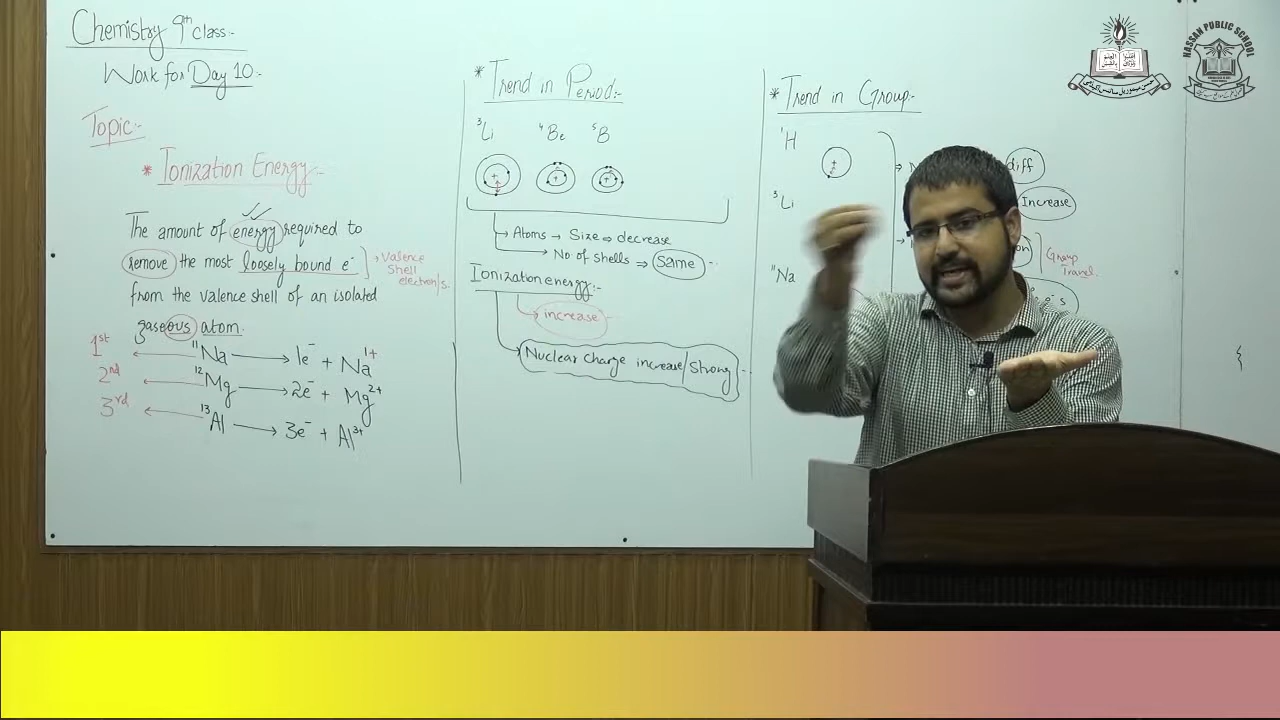 Chemistry 9th class:-
Work for Day 10:-
Topic:-
* Ionization Energy:-
The amount of energy required to
remove the most loosely bound e⁻
from the valence shell of an isolated
gaseous atom.
→ Valence
Shell
electron/s.
1st ← ¹¹Na → 1e⁻ + Na¹⁺
2nd ← ¹²Mg → 2e⁻ + Mg²⁺
3rd ← ¹³Al → 3e⁻ + Al³⁺
* Trend in Period:-
³Li ⁴Be ⁵B
→ Atoms → Size ⇒ decrease
→ No of shells ⇒ Same
Ionization energy:-
→ increase
→ Nuclear charge increase/Strong
* Trend in Group:-
¹H
³Li
¹¹Na
diff
Increase
Group
Travel.
HASSAN PUBLIC SCHOOL